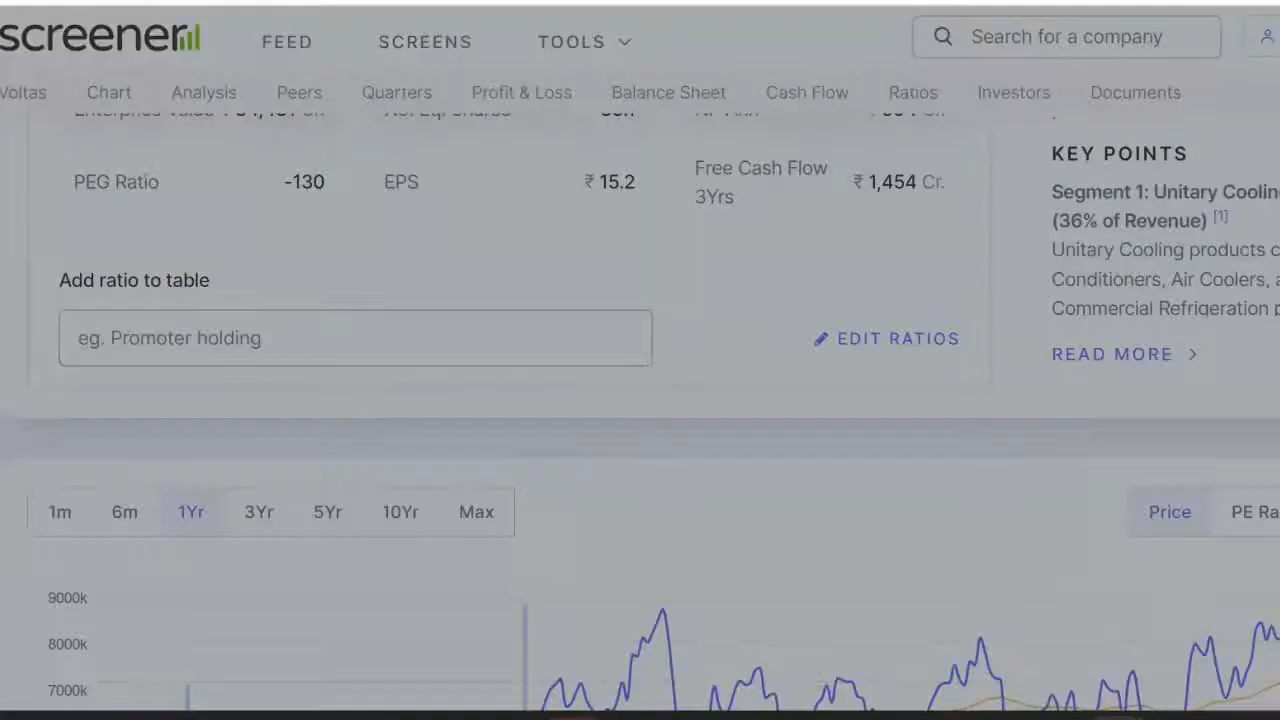 screener
FEED SCREENS TOOLS
Search for a company
Voltas Chart Analysis Peers Quarters Profit & Loss Balance Sheet Cash Flow Ratios Investors Documents
PEG Ratio -130 EPS ₹ 15.2 Free Cash Flow 3Yrs ₹ 1,454 Cr.
KEY POINTS
Segment 1: Unitary Coolin
(36% of Revenue) [1]
Unitary Cooling products c
Conditioners, Air Coolers, a
Commercial Refrigeration p
READ MORE
Add ratio to table
eg. Promoter holding
EDIT RATIOS
1m 6m 1Yr 3Yr 5Yr 10Yr Max
Price PE Ra
9000k
8000k
7000k